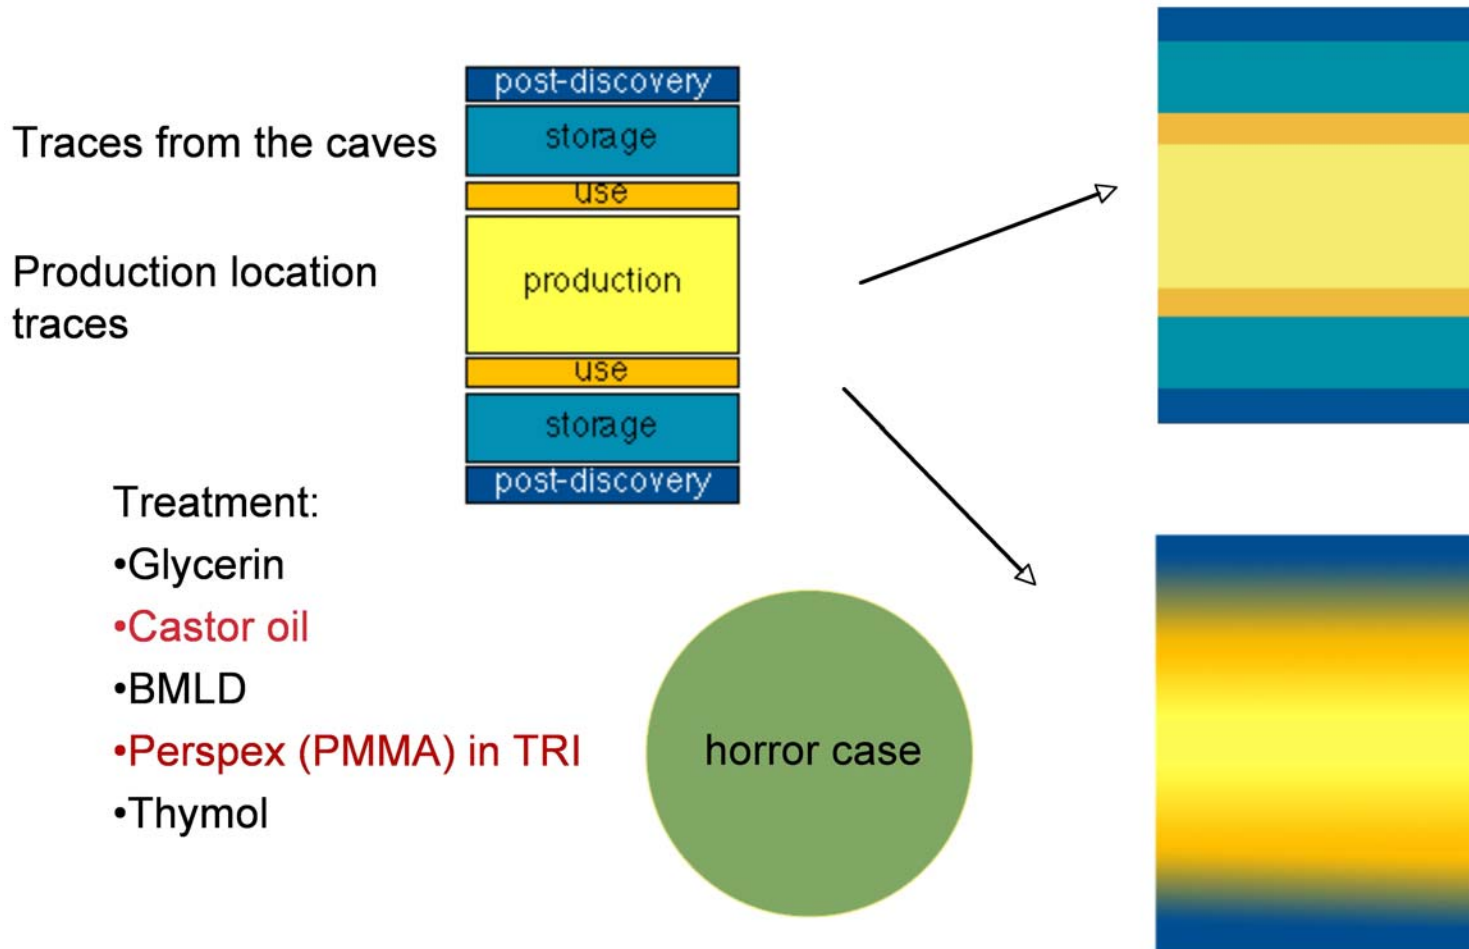 post-discovery
Traces from the caves
storage
use
Production location
traces
production
use
storage
post-discovery
Treatment:
•Glycerin
•Castor oil
•BMLD
•Perspex (PMMA) in TRI
•Thymol
horror case